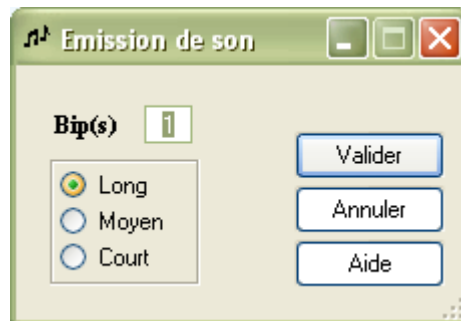 Emission de son
Bip(s) 1
Long
Moyen
Court
Valider
Annuler
Aide